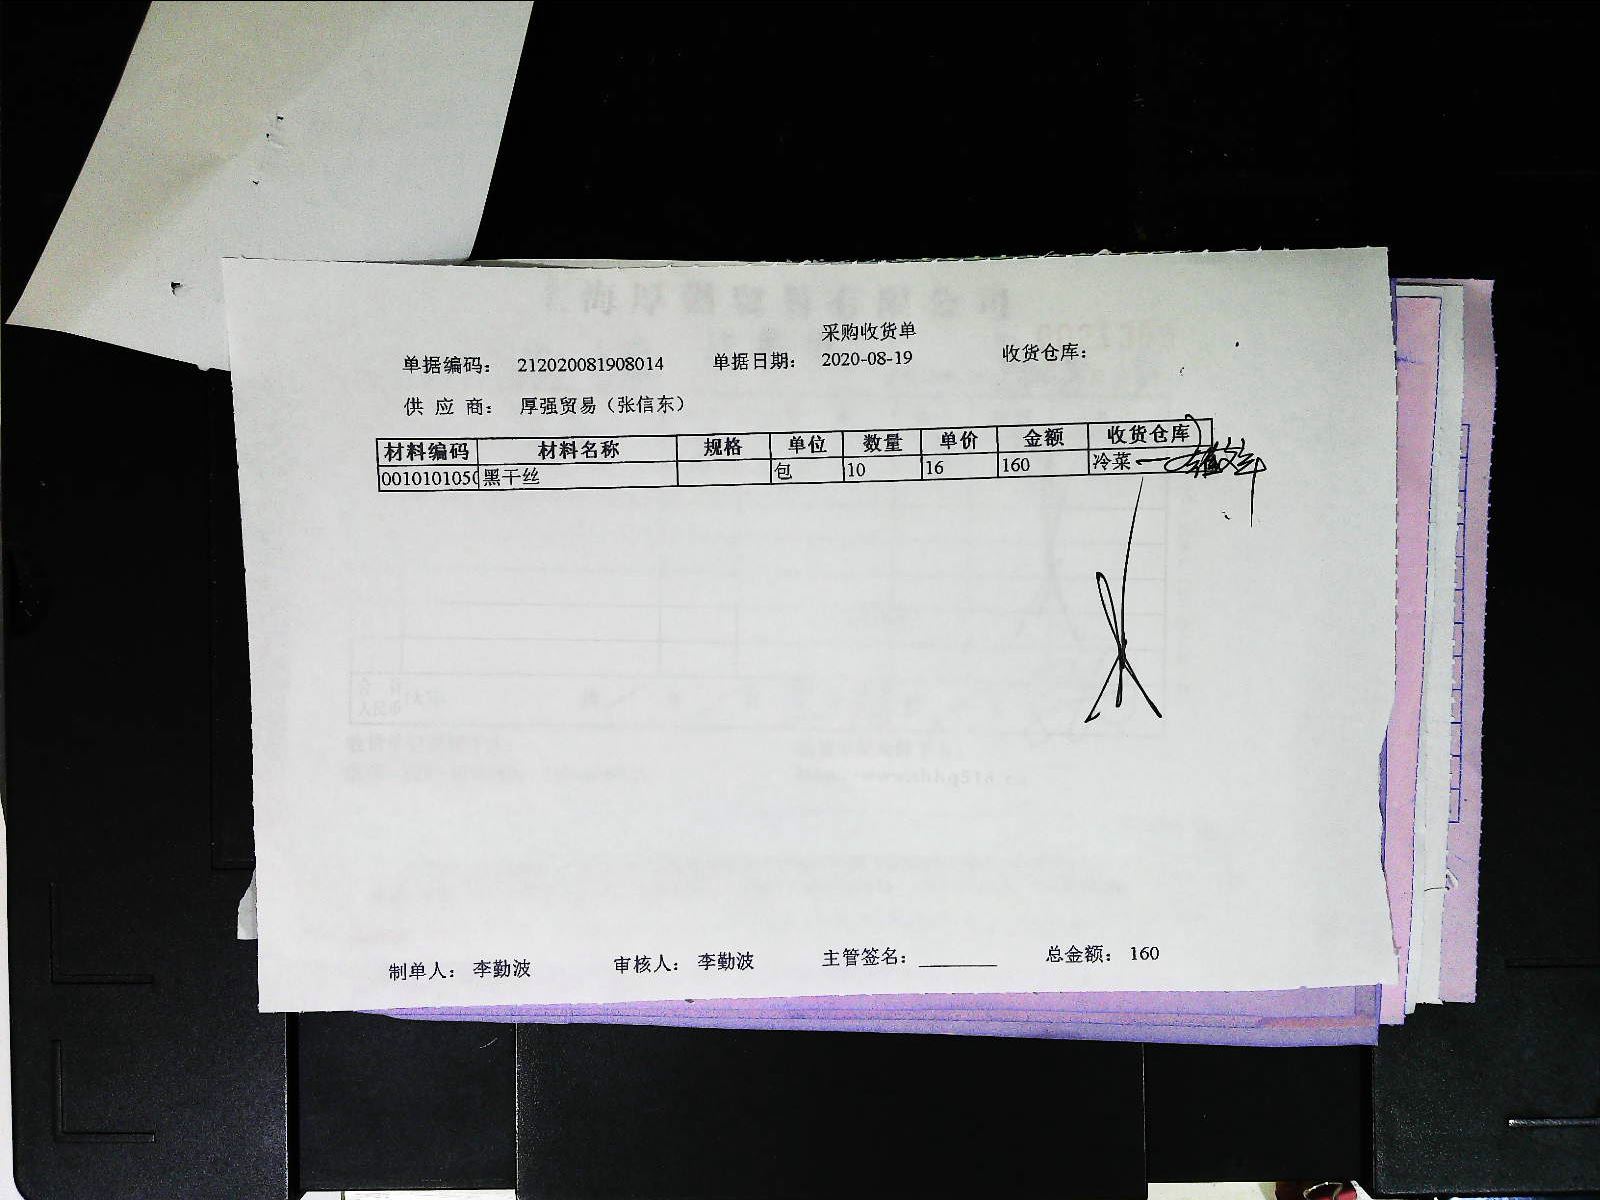 采购收货单
单据编码： 212020081908014 单据日期： 2020-08-19 收货仓库：
供 应 商： 厚强贸易（张信东）
材料编码 材料名称 规格 单位 数量 单价 金额 收货仓库
0010101050 黑干丝 包 10 16 160 冷菜
制单人： 李勤波 审核人： 李勤波 主管签名： 总金额： 160